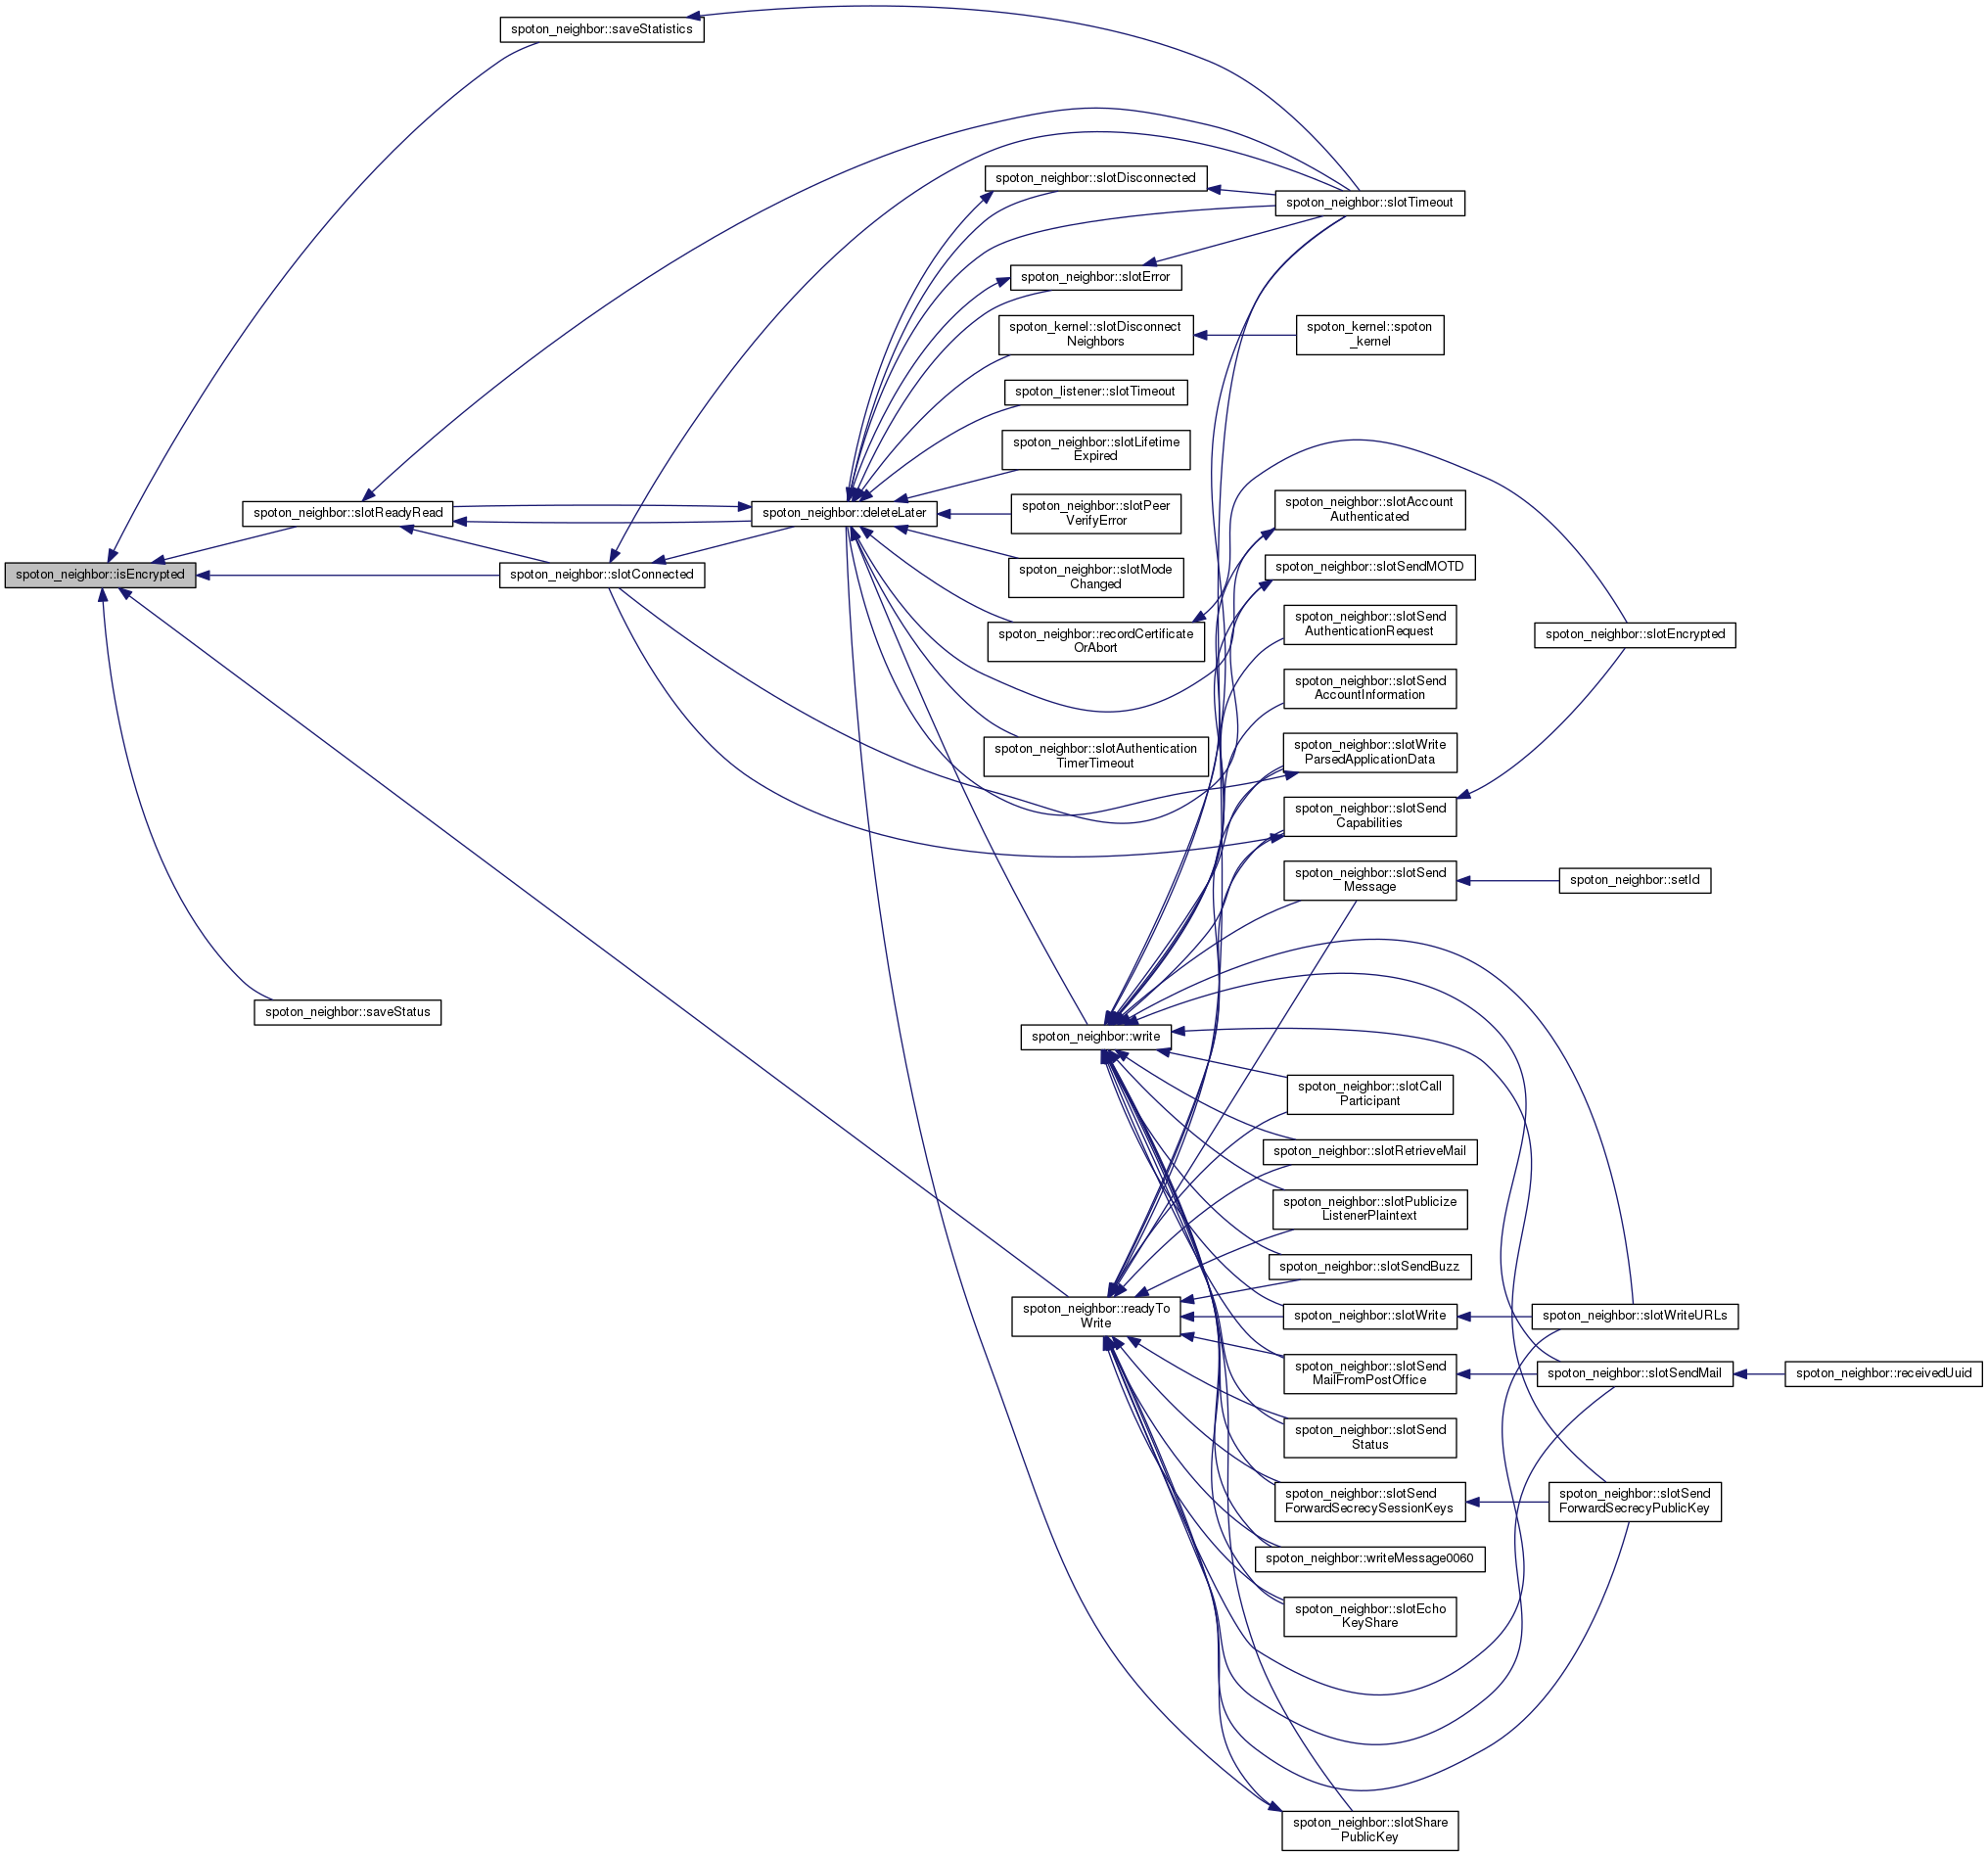 spoton_neighbor::saveStatistics
spoton_neighbor::slotDisconnected
spoton_neighbor::slotTimeout
spoton_neighbor::slotError
spoton_kernel::slotDisconnect
Neighbors
spoton_kernel::spoton
_kernel
spoton_listener::slotTimeout
spoton_neighbor::slotLifetime
Expired
spoton_neighbor::slotReadyRead
spoton_neighbor::deleteLater
spoton_neighbor::slotPeer
VerifyError
spoton_neighbor::slotAccount
Authenticated
spoton_neighbor::isEncrypted
spoton_neighbor::slotConnected
spoton_neighbor::slotMode
Changed
spoton_neighbor::slotSendMOTD
spoton_neighbor::recordCertificate
OrAbort
spoton_neighbor::slotSend
AuthenticationRequest
spoton_neighbor::slotEncrypted
spoton_neighbor::slotSend
AccountInformation
spoton_neighbor::slotAuthentication
TimerTimeout
spoton_neighbor::slotWrite
ParsedApplicationData
spoton_neighbor::slotSend
Capabilities
spoton_neighbor::slotSend
Message
spoton_neighbor::setId
spoton_neighbor::saveStatus
spoton_neighbor::write
spoton_neighbor::slotCall
Participant
spoton_neighbor::slotRetrieveMail
spoton_neighbor::slotPublicize
ListenerPlaintext
spoton_neighbor::slotSendBuzz
spoton_neighbor::readyTo
Write
spoton_neighbor::slotWrite
spoton_neighbor::slotWriteURLs
spoton_neighbor::slotSend
MailFromPostOffice
spoton_neighbor::slotSendMail
spoton_neighbor::receivedUuid
spoton_neighbor::slotSend
Status
spoton_neighbor::slotSend
ForwardSecrecySessionKeys
spoton_neighbor::slotSend
ForwardSecrecyPublicKey
spoton_neighbor::writeMessage0060
spoton_neighbor::slotEcho
KeyShare
spoton_neighbor::slotShare
PublicKey